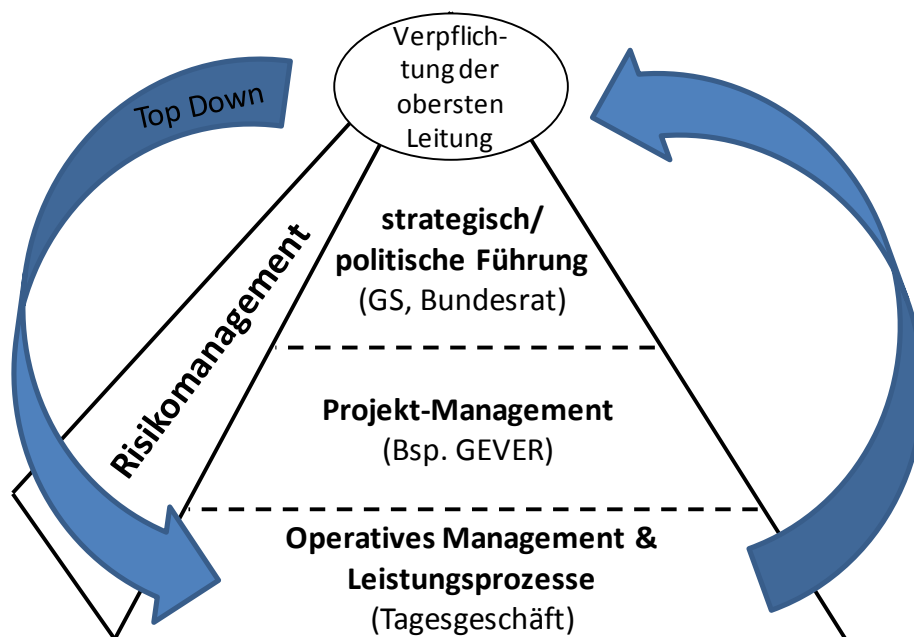 Verpflich-
tung der
obersten
Leitung
Top Down
Risikomanagement
strategisch/
politische Führung
(GS, Bundesrat)
Projekt-Management
(Bsp. GEVER)
Operatives Management &
Leistungsprozesse
(Tagesgeschäft)